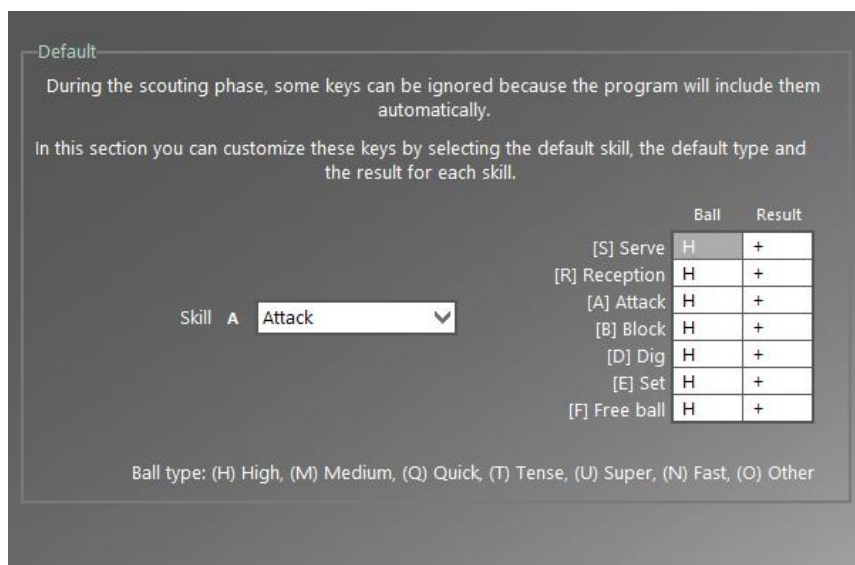 Default
During the scouting phase, some keys can be ignored because the program will include them
automatically.
In this section you can customize these keys by selecting the default skill, the default type and
the result for each skill.
Ball Result
[S] Serve H +
[R] Reception H +
[A] Attack H +
Skill A Attack
[B] Block H +
[D] Dig H +
[E] Set H +
[F] Free ball H +
Ball type: (H) High, (M) Medium, (Q) Quick, (T) Tense, (U) Super, (N) Fast, (O) Other